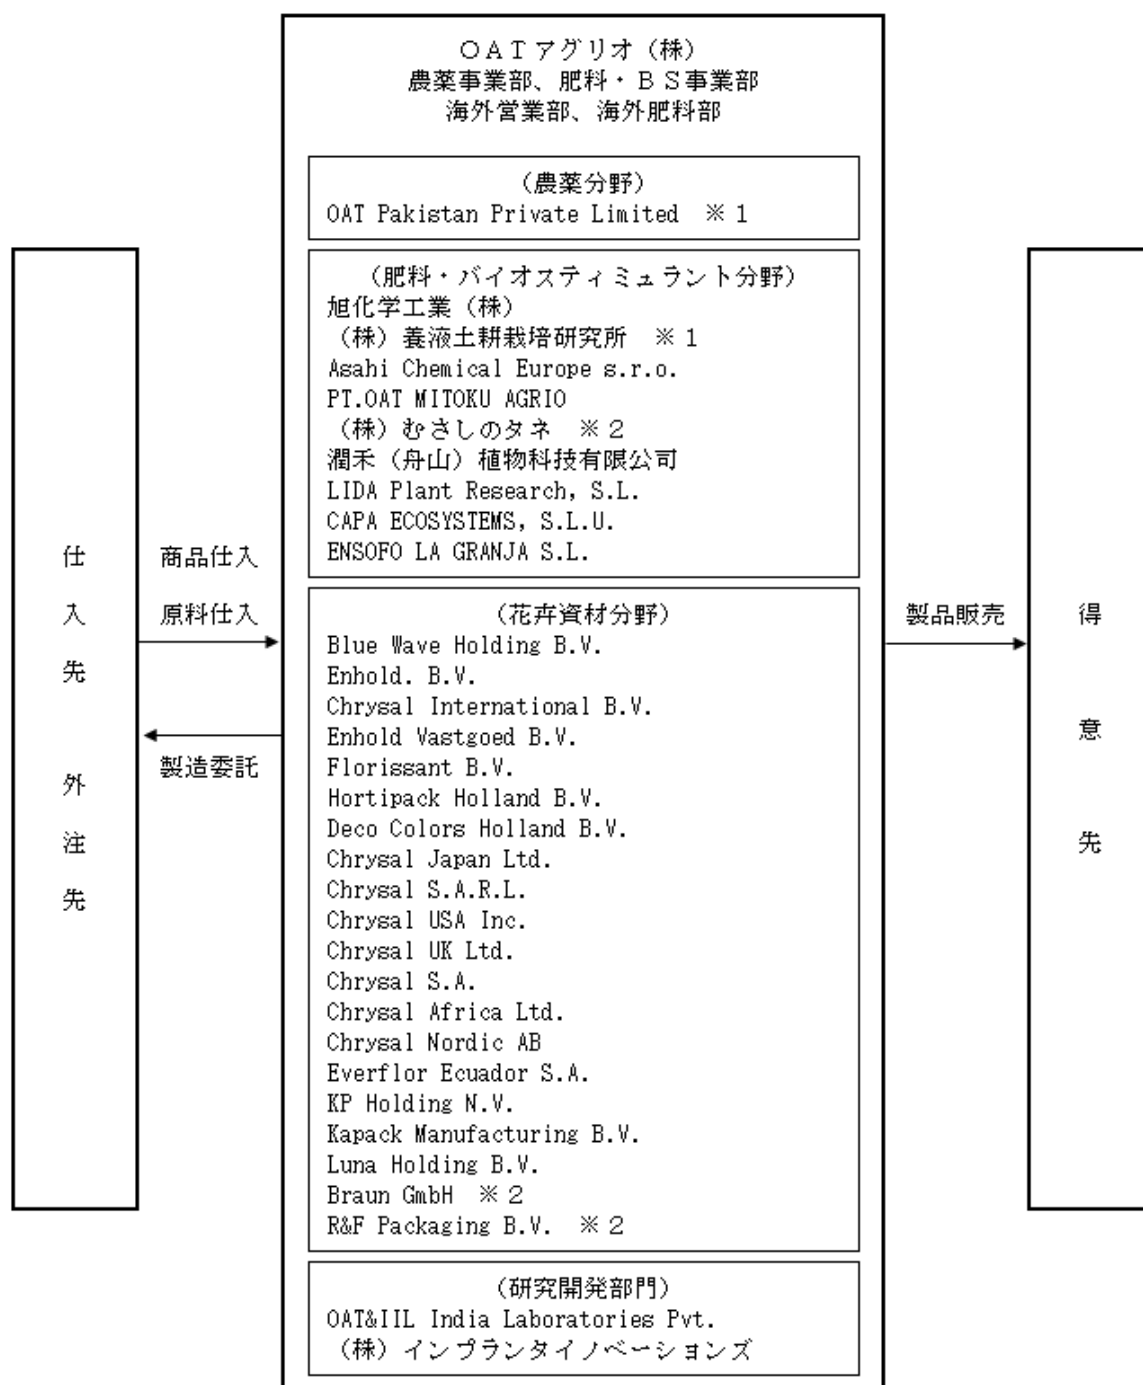 ＯＡＴアグリオ（株）
農薬事業部、肥料・ＢＳ事業部
海外営業部、海外肥料部
（農薬分野）
OAT Pakistan Private Limited ※１
（肥料・バイオスティミュラント分野）
旭化学工業（株）
（株）養液土耕栽培研究所 ※１
Asahi Chemical Europe s.r.o.
PT.OAT MITOKU AGRIO
（株）むさしのタネ ※２
潤禾（舟山）植物科技有限公司
LIDA Plant Research, S.L.
CAPA ECOSYSTEMS, S.L.U.
ENSOFO LA GRANJA S.L.
（花卉資材分野）
Blue Wave Holding B.V.
Enhold. B.V.
Chrysal International B.V.
Enhold Vastgoed B.V.
Florissant B.V.
Hortipack Holland B.V.
Deco Colors Holland B.V.
Chrysal Japan Ltd.
Chrysal S.A.R.L.
Chrysal USA Inc.
Chrysal UK Ltd.
Chrysal S.A.
Chrysal Africa Ltd.
Chrysal Nordic AB
Everflor Ecuador S.A.
KP Holding N.V.
Kapack Manufacturing B.V.
Luna Holding B.V.
Braun GmbH ※２
R&F Packaging B.V. ※２
（研究開発部門）
OAT&IIL India Laboratories Pvt.
（株）インプランタイノベーションズ
仕入先 外注先
商品仕入
原料仕入
製造委託
製品販売
得意先